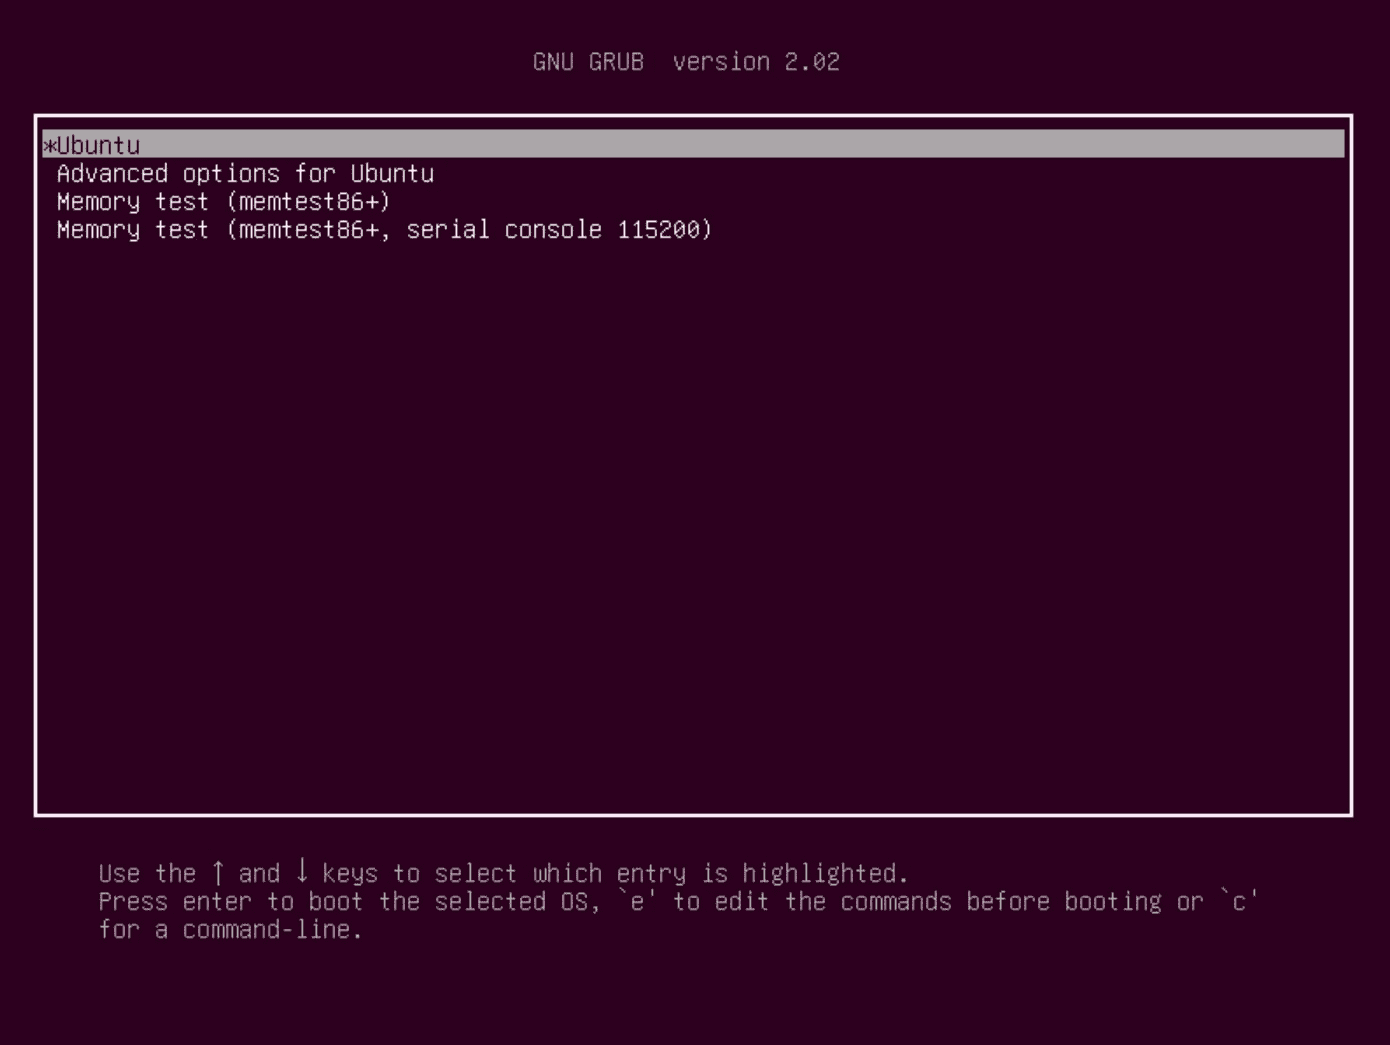 GNU GRUB  version 2.02
*Ubuntu
Advanced options for Ubuntu
Memory test (memtest86+)
Memory test (memtest86+, serial console 115200)
Use the ↑ and ↓ keys to select which entry is highlighted.
Press enter to boot the selected OS, `e' to edit the commands before booting or `c'
for a command-line.